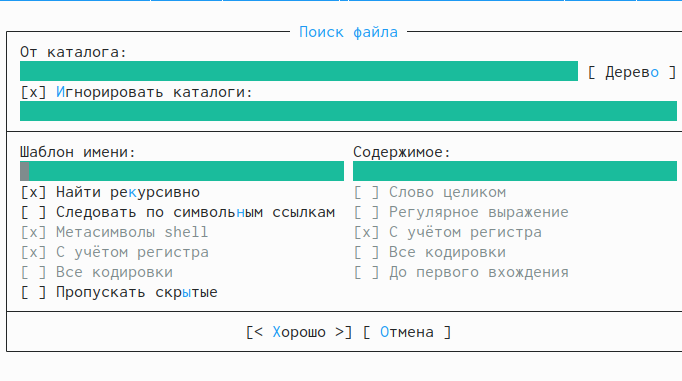 Поиск файла
От каталога:
[ Дерево ]
[x] Игнорировать каталоги:
Шаблон имени: Содержимое:
[x] Найти рекурсивно [ ] Слово целиком
[ ] Следовать по символьным ссылкам [ ] Регулярное выражение
[x] Метасимволы shell [x] С учётом регистра
[x] С учётом регистра [ ] Все кодировки
[ ] Все кодировки [ ] До первого вхождения
[ ] Пропускать скрытые
[< Хорошо >] [ Отмена ]